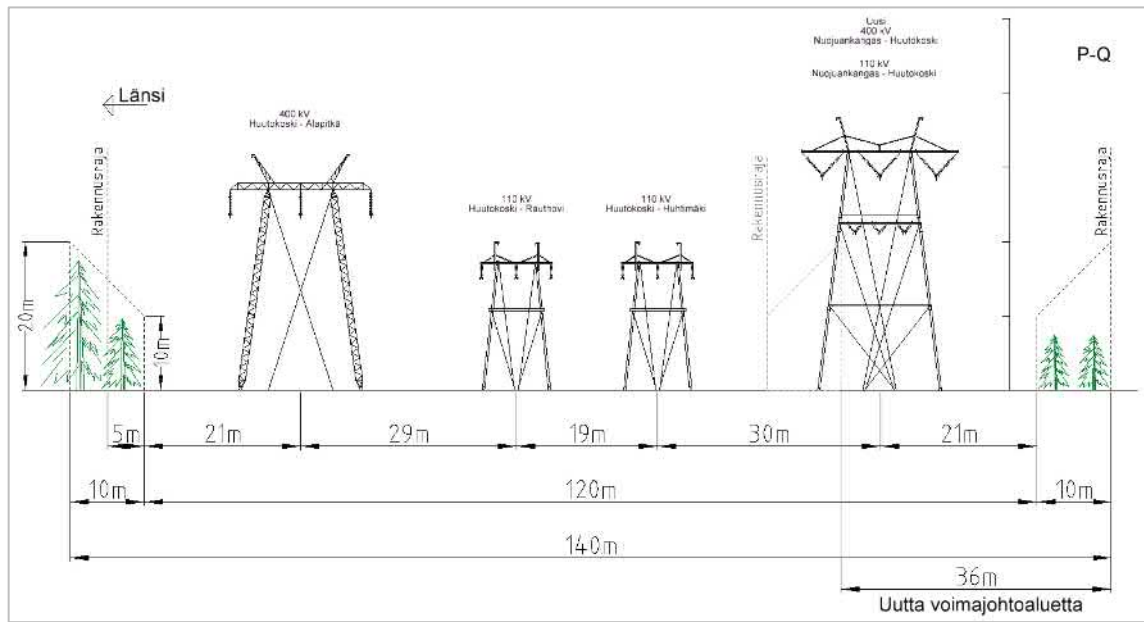 Uusi
400 kV
Nuojuankangas - Huutokoski
110 kV
Nuojuankangas - Huutokoski
P-Q
Länsi
400 kV
Huutokoski - Alapitkä
110 kV
Huutokoski - Rauthovi
110 kV
Huutokoski - Huhtimäki
Rakennusraja
Rakennusraja
Rakennusraja
20m
10m
5m
21m
29m
19m
30m
21m
10m
120m
10m
140m
36m
Uutta voimajohtoaluetta